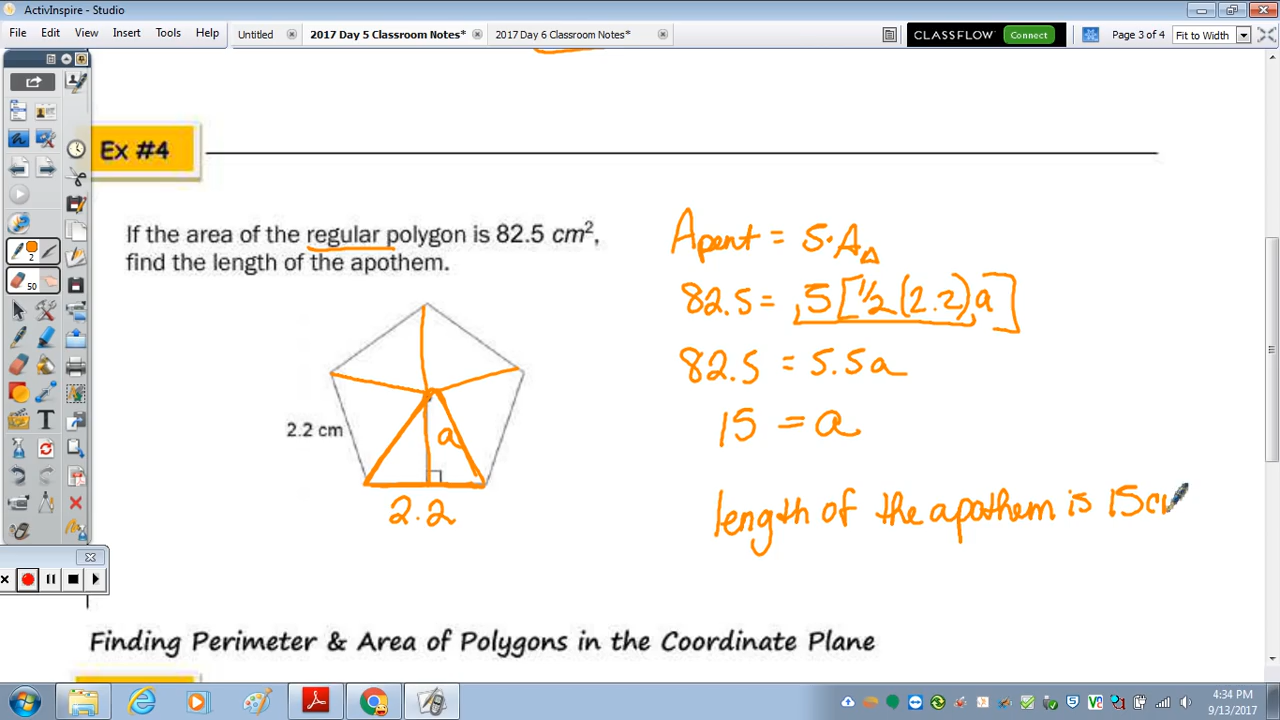 ActivInspire - Studio
File Edit View Insert Tools Help Untitled 2017 Day 5 Classroom Notes* 2017 Day 6 Classroom Notes* CLASSFLOW Connect Page 3 of 4 Fit to Width
Ex #4
If the area of the regular polygon is 82.5 cm²,
find the length of the apothem.
2.2 cm
a
2.2
Apent = 5·A△
82.5 = 5[½(2.2)a]
82.5 = 5.5a
15 = a
length of the apothem is 15c
2
50
Finding Perimeter & Area of Polygons in the Coordinate Plane
4:34 PM
9/13/2017